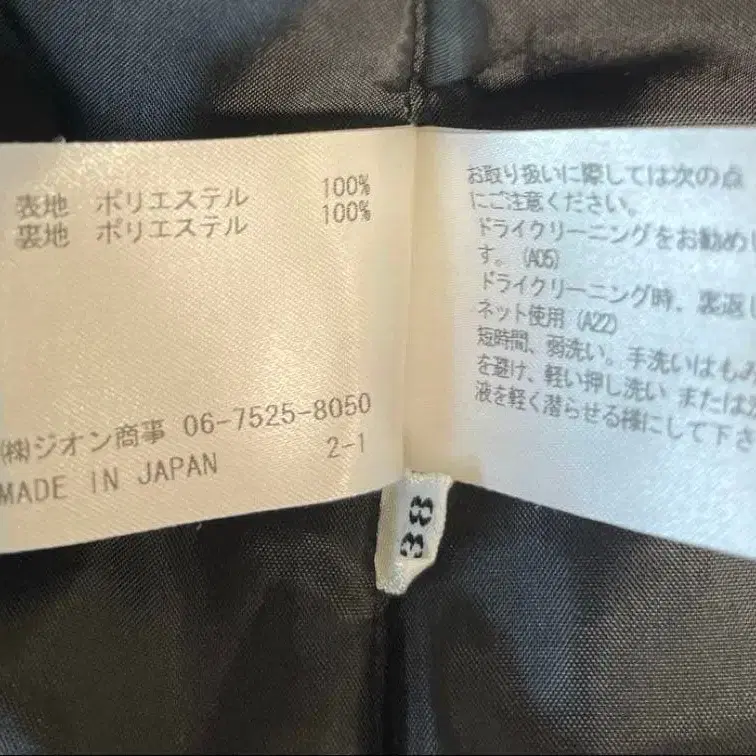 表地 ポリエステル 100%
裏地 ポリエステル 100%
㈱ジオン商事 06-7525-8050
2-1
MADE IN JAPAN
お取り扱いに際しては次の点
にご注意ください。
ドライクリーニングをお勧めし
す。(A05)
ドライクリーニング時、裏返し
ネット使用(A22)
短時間、弱洗い。手洗いはもみ
を避け、軽い押し洗い または
液を軽く潜らせる様にして下さ
38